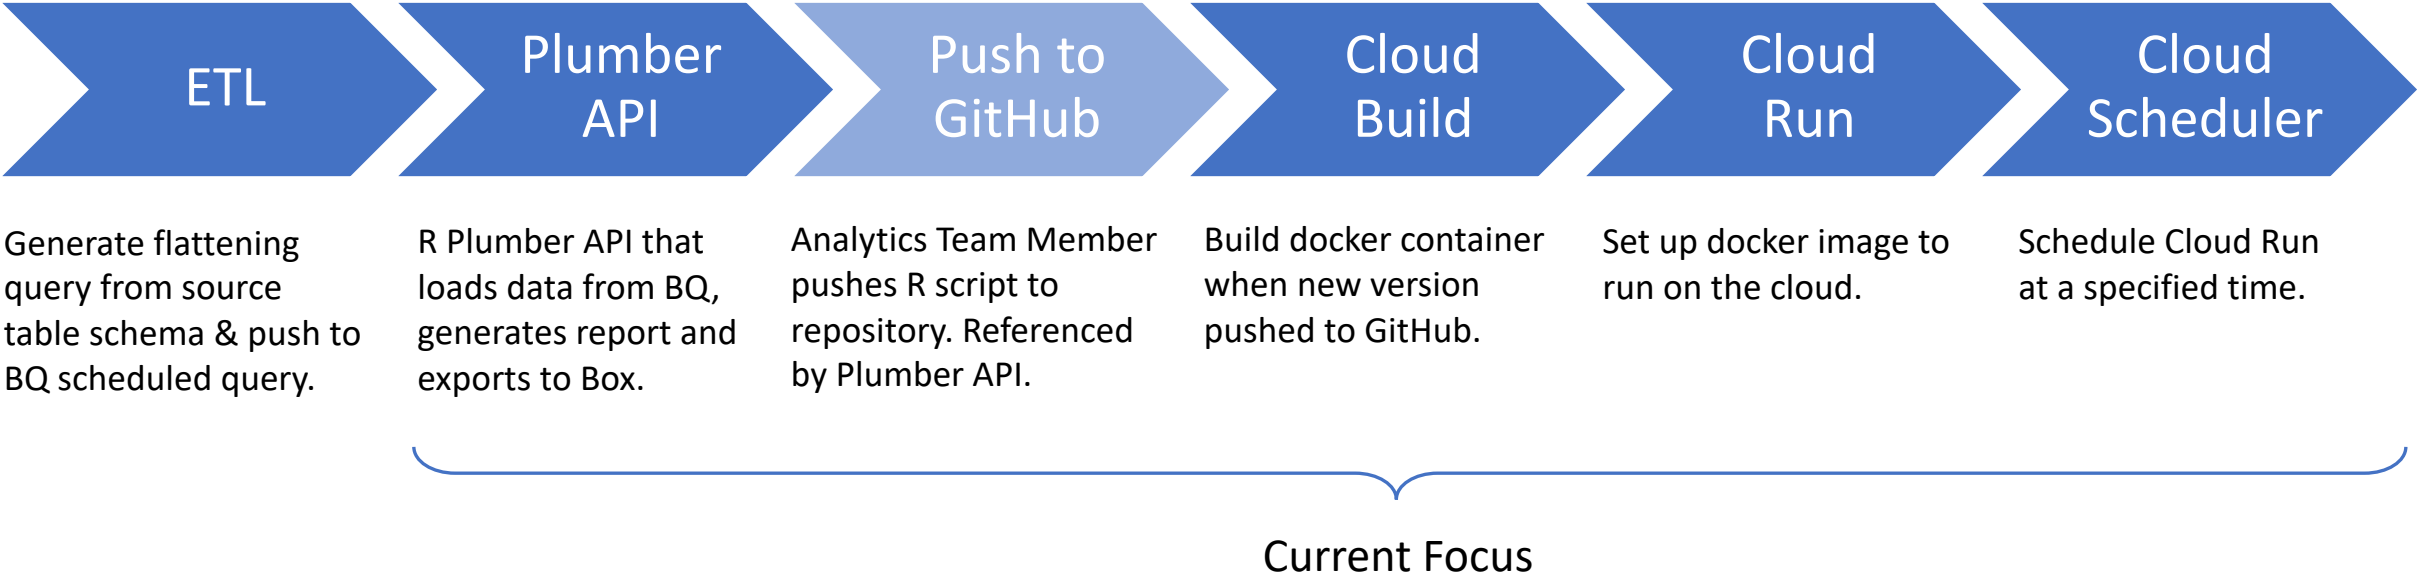 ETL
Plumber
API
Push to
GitHub
Cloud
Build
Cloud
Run
Cloud
Scheduler
Generate flattening
query from source
table schema & push to
BQ scheduled query.
R Plumber API that
loads data from BQ,
generates report and
exports to Box.
Analytics Team Member
pushes R script to
repository. Referenced
by Plumber API.
Build docker container
when new version
pushed to GitHub.
Set up docker image to
run on the cloud.
Schedule Cloud Run
at a specified time.
Current Focus